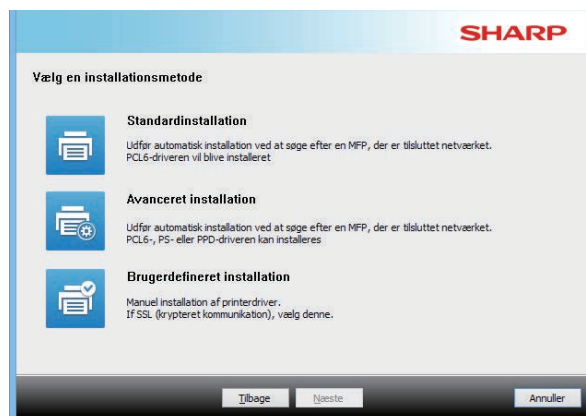 SHARP
Vælg en installationsmetode
Standardinstallation
Udfør automatisk installation ved at søge efter en MFP, der er tilsluttet netværket.
PCL6-driveren vil blive installeret
Avanceret installation
Udfør automatisk installation ved at søge efter en MFP, der er tilsluttet netværket.
PCL6-, PS- eller PPD-driveren kan installeres
Brugerdefineret installation
Manuel installation af printerdriver.
If SSL (krypteret kommunikation), vælg denne.
Tilbage Næste Annuller